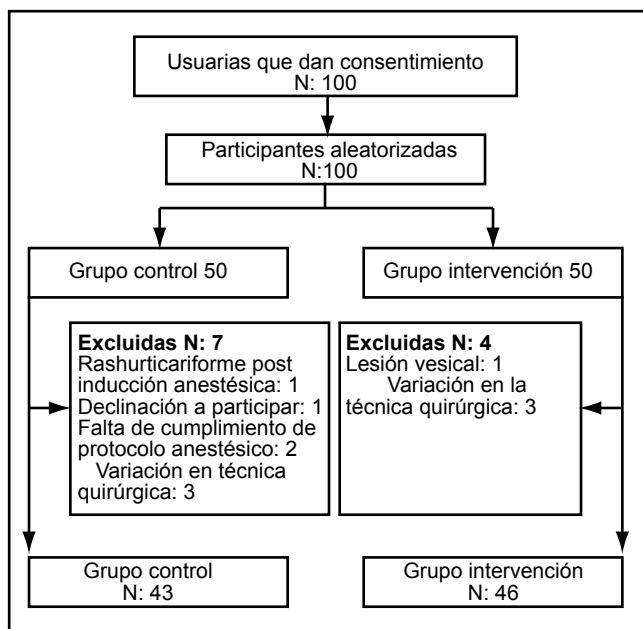 Usuarias que dan consentimiento
N: 100
Participantes aleatorizadas
N:100
Grupo control 50
Grupo intervención 50
Excluidas N: 7
Rashurticariforme post
inducción anestésica: 1
Declinación a participar: 1
Falta de cumplimiento de
protocolo anestésico: 2
Variación en técnica
quirúrgica: 3
Excluidas N: 4
Lesión vesical: 1
Variación en la
técnica quirúrgica: 3
Grupo control
N: 43
Grupo intervención
N: 46